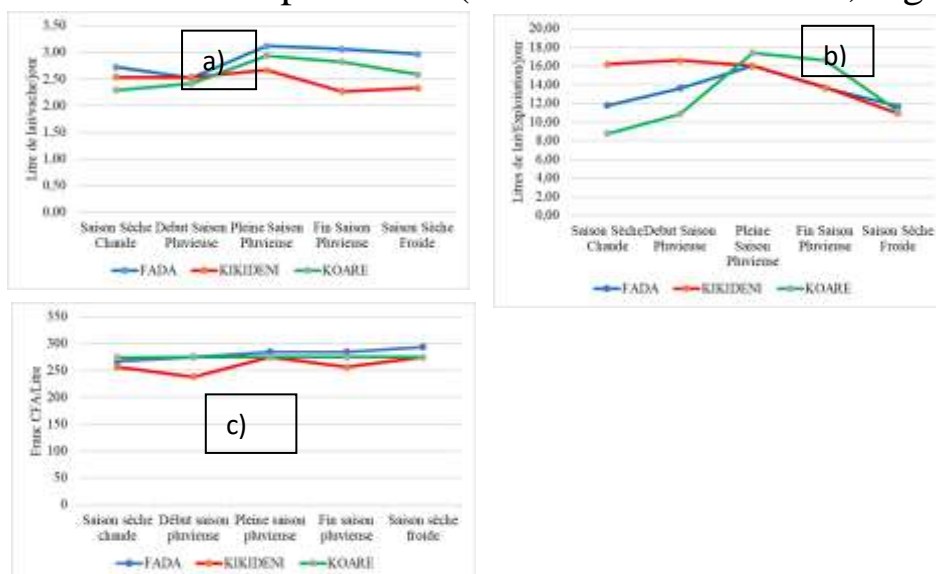 a)
3,50
3,00
2,50
2,00
1,50
1,00
0,50
0,00
Litre de lait/vache/jour
Saison Sèche Chaude
Debut Saison Pluvieuse
Pleine Saison Pluvieuse
Fin Saison Pluvieuse
Saison Sèche Froide
FADA
KIKIDENI
KOARE
b)
20,00
18,00
16,00
14,00
12,00
10,00
8,00
6,00
4,00
2,00
0,00
Litres de lait/Exploitation/jour
Saison Sèche Chaude
Debut Saison Pluvieuse
Pleine Saison Pluvieuse
Fin Saison Pluvieuse
Saison Sèche Froide
FADA
KIKIDENI
KOARE
c)
350
300
250
200
150
100
50
0
Franc CFA/Litre
Saison sèche chaude
Début saison pluvieuse
Pleine saison pluvieuse
Fin saison pluvieuse
Saison sèche froide
FADA
KIKIDENI
KOARE